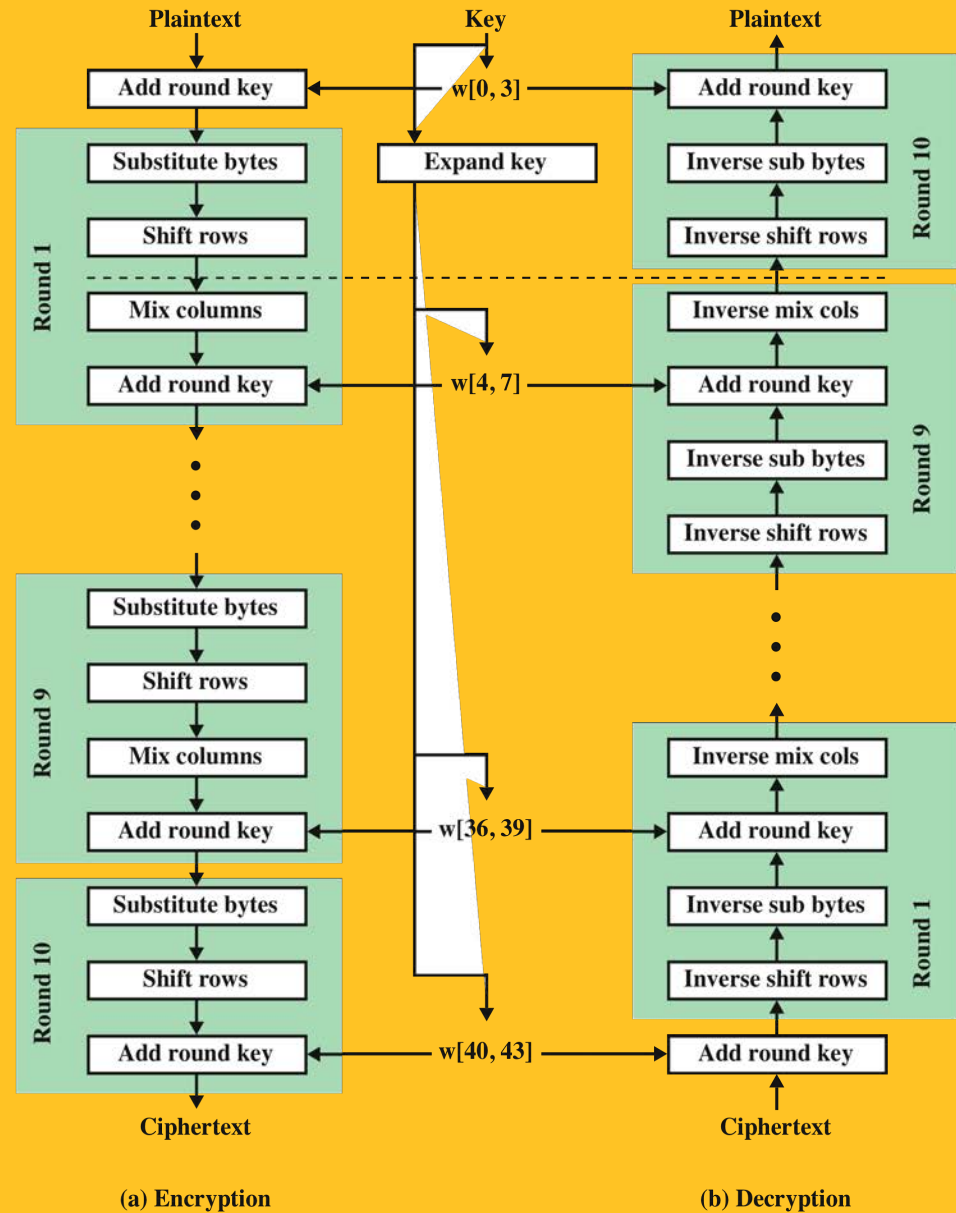 Plaintext
Add round key
Round 1
Substitute bytes
Shift rows
Mix columns
Add round key
Round 9
Substitute bytes
Shift rows
Mix columns
Add round key
Round 10
Substitute bytes
Shift rows
Add round key
Ciphertext
(a) Encryption
Key
w[0, 3]
Expand key
w[4, 7]
w[36, 39]
w[40, 43]
Plaintext
Add round key
Inverse sub bytes
Inverse shift rows
Round 10
Inverse mix cols
Add round key
Inverse sub bytes
Inverse shift rows
Round 9
Inverse mix cols
Add round key
Inverse sub bytes
Inverse shift rows
Round 1
Add round key
Ciphertext
(b) Decryption